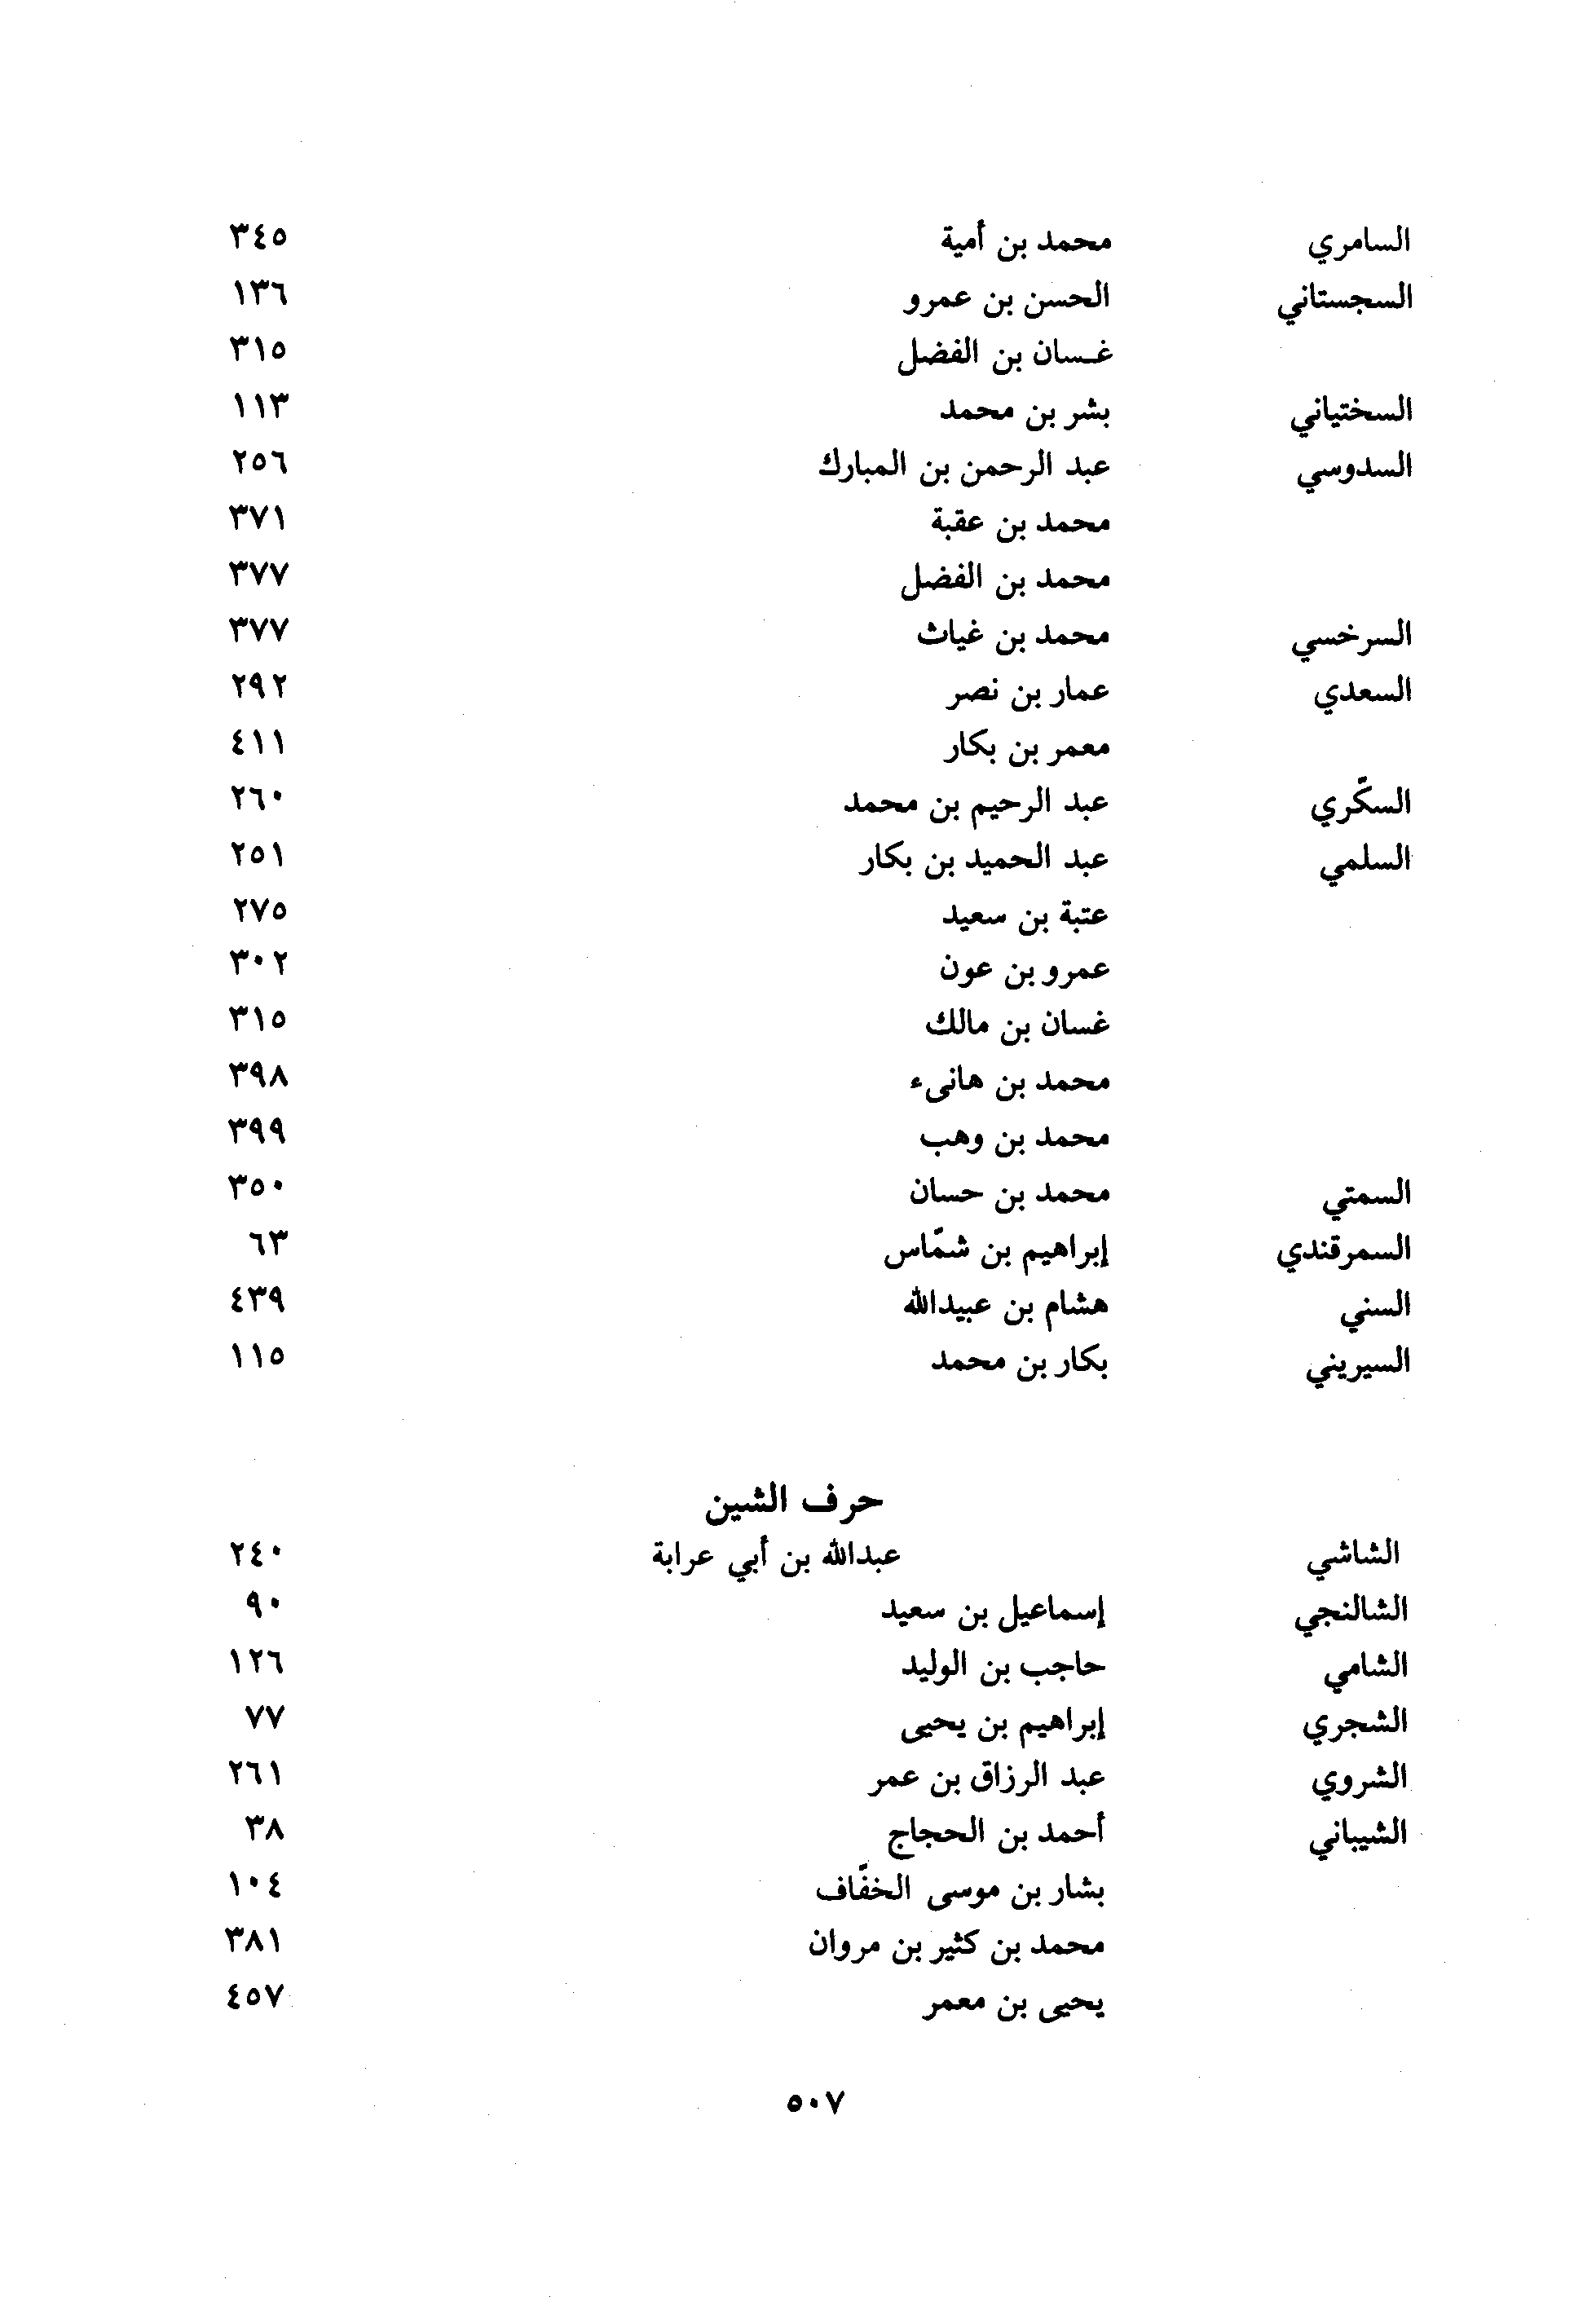 السامري محمد بن أمية ٣٤٥
السجستاني الحسن بن عمرو ١٣٦
غسان بن الفضل ٣١٥
السختياني بشر بن محمد ١١٣
السدوسي عبد الرحمن بن المبارك ٢٥٦
محمد بن عقبة ٣٧١
محمد بن الفضل ٣٧٧
السرخسي محمد بن غياث ٣٧٧
السعدي عمار بن نصر ٢٩٢
معمر بن بكار ٤١١
السكّري عبد الرحيم بن محمد ٢٦٠
السلمي عبد الحميد بن بكار ٢٥١
عتبة بن سعيد ٢٧٥
عمرو بن عون ٣٠٢
غسان بن مالك ٣١٥
محمد بن هانىء ٣٩٨
محمد بن وهب ٣٩٩
السمتي محمد بن حسان ٣٥٠
السمرقندي إبراهيم بن شمّاس ٦٣
السني هشام بن عبيدالله ٤٣٩
السيريني بكار بن محمد ١١٥
حرف الشين
الشاشي عبدالله بن أبي عرابة ٢٤٠
الشالنجي إسماعيل بن سعيد ٩٠
الشامي حاجب بن الوليد ١٢٦
الشجري إبراهيم بن يحيى ٧٧
الشروي عبد الرزاق بن عمر ٢٦١
الشيباني أحمد بن الحجاج ٣٨
بشار بن موسى الخفّاف ١٠٤
محمد بن كثير بن مروان ٣٨١
يحيى بن معمر ٤٥٧
٥٠٧